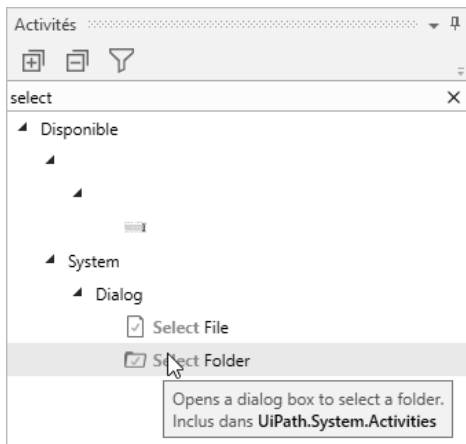 Activités
select
Disponible
System
Dialog
Select File
Select Folder
Opens a dialog box to select a folder.
Inclus dans UiPath.System.Activities